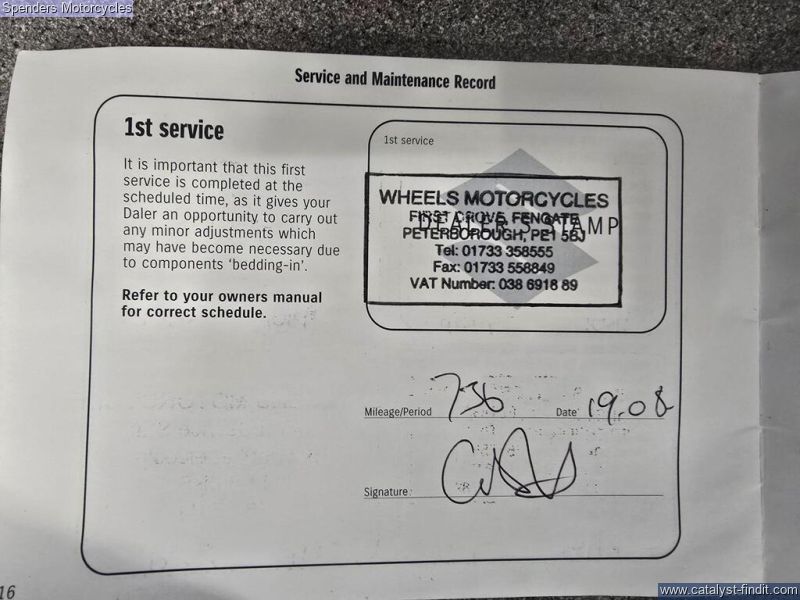 Spenders Motorcycles
Service and Maintenance Record
1st service
It is important that this first
service is completed at the
scheduled time, as it gives your
Daler an opportunity to carry out
any minor adjustments which
may have become necessary due
to components ‘bedding-in’.
Refer to your owners manual
for correct schedule.
1st service
DEALER'S STAMP
WHEELS MOTORCYCLES
FIRST DROVE, FENGATE
PETERBOROUGH, PE1 5BJ
Tel: 01733 358555
Fax: 01733 558849
VAT Number: 038 6918 89
Mileage/Period 736 Date 19.08
Signature
16
www.catalyst-findit.com